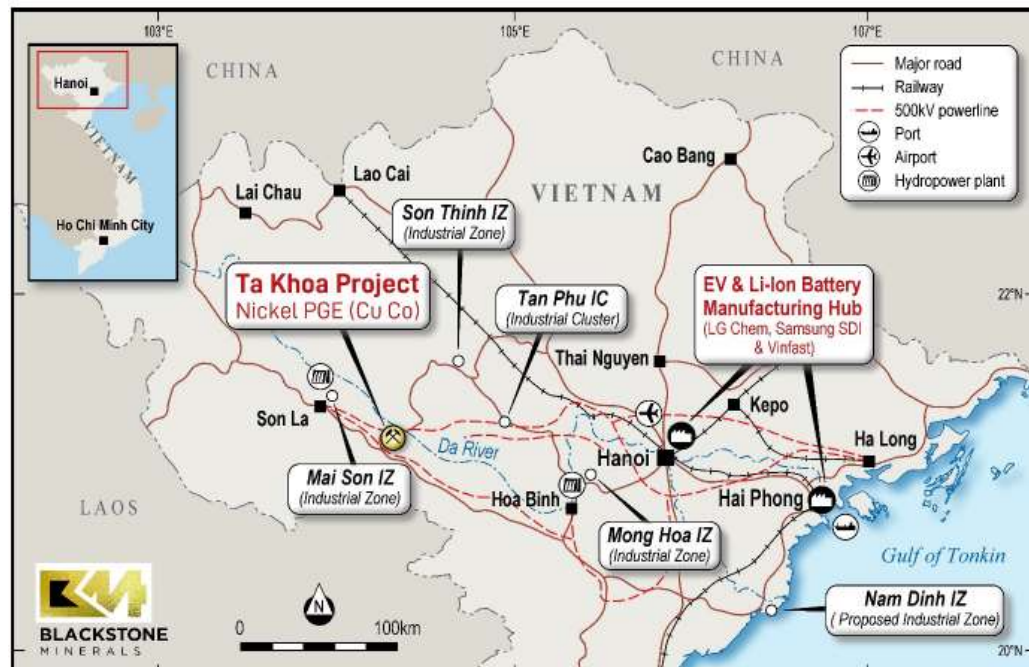 103°E
105°E
107°E
CHINA
CHINA
Hanoi
VIETNAM
Ho Chi Minh City
Major road
Railway
500kV powerline
Port
Airport
Hydropower plant
Cao Bang
Lao Cai
Lai Chau
VIETNAM
Son Thinh IZ
(Industrial Zone)
Ta Khoa Project
Nickel PGE (Cu Co)
Tan Phu IC
(Industrial Cluster)
EV & Li-Ion Battery
Manufacturing Hub
(LG Chem, Samsung SDI
& Vinfast)
22°N
Thai Nguyen
Kepo
Son La
Ha Long
Da River
Hanoi
Mai Son IZ
(Industrial Zone)
Hoa Binh
Hai Phong
LAOS
Mong Hoa IZ
(Industrial Zone)
Gulf of Tonkin
Nam Dinh IZ
( Proposed Industrial Zone)
BM
BLACKSTONE
MINERALS
N
0
100km
20°N